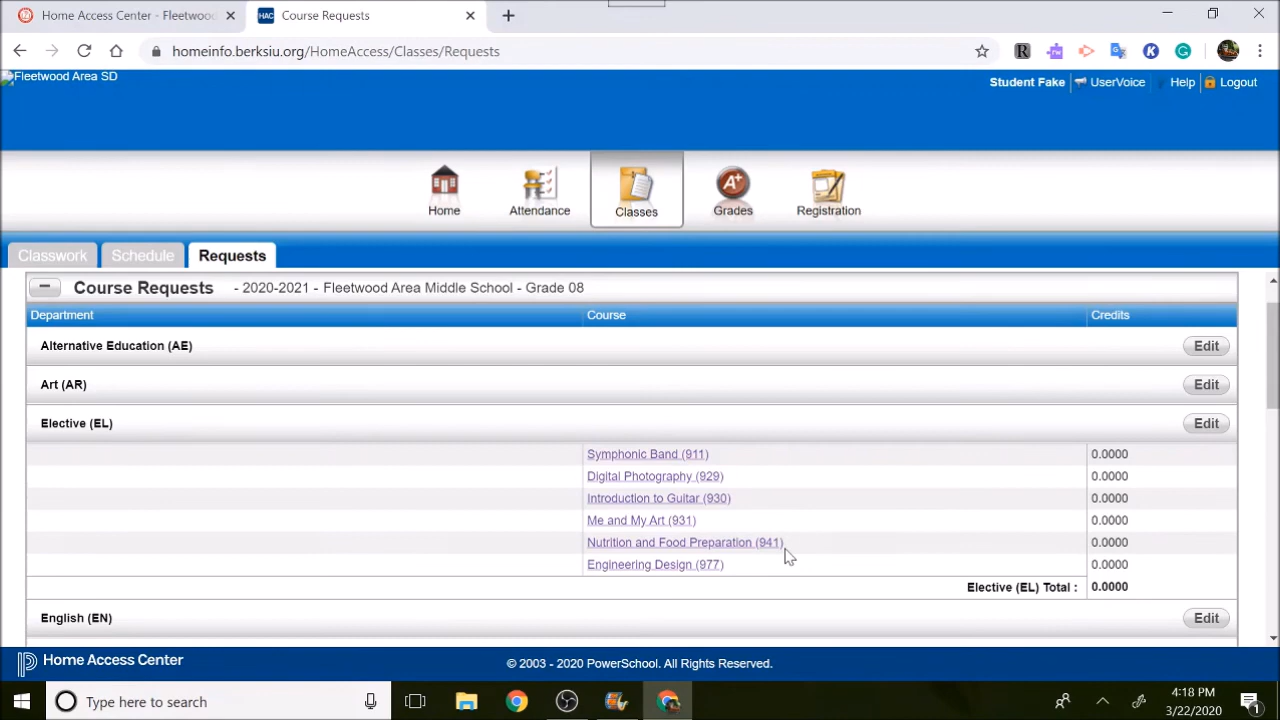 Home Access Center - Fleetwood
HAC Course Requests
homeinfo.berksiu.org/HomeAccess/Classes/Requests
Fleetwood Area SD
Student Fake UserVoice Help Logout
Home Attendance Classes Grades Registration
Classwork Schedule Requests
Course Requests - 2020-2021 - Fleetwood Area Middle School - Grade 08
Department Course Credits
Alternative Education (AE) Edit
Art (AR) Edit
Elective (EL) Edit
Symphonic Band (911) 0.0000
Digital Photography (929) 0.0000
Introduction to Guitar (930) 0.0000
Me and My Art (931) 0.0000
Nutrition and Food Preparation (941) 0.0000
Engineering Design (977) 0.0000
Elective (EL) Total : 0.0000
English (EN) Edit
Home Access Center © 2003 - 2020 PowerSchool. All Rights Reserved.
Type here to search
4:18 PM
3/22/2020